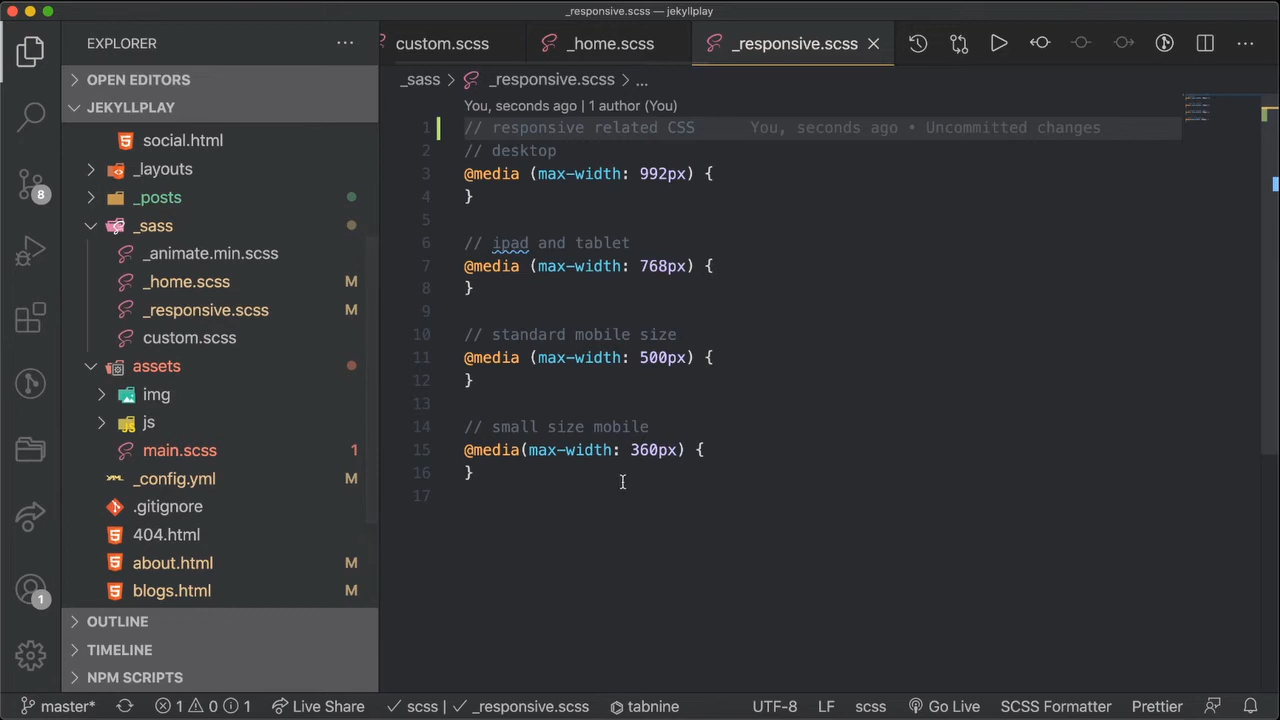 _responsive.scss — jekyllplay
EXPLORER
custom.scss
_home.scss
_responsive.scss
OPEN EDITORS
JEKYLLPLAY
social.html
_layouts
_posts
_sass
_animate.min.scss
_home.scss M
_responsive.scss M
custom.scss
assets
img
js
main.scss 1
_config.yml M
.gitignore
404.html
about.html M
blogs.html M
OUTLINE
TIMELINE
NPM SCRIPTS
8
1
_sass > _responsive.scss > ...
You, seconds ago | 1 author (You)
1 // responsive related CSS You, seconds ago • Uncommitted changes
2 // desktop
3 @media (max-width: 992px) {
4 }
5
6 // ipad and tablet
7 @media (max-width: 768px) {
8 }
9
10 // standard mobile size
11 @media (max-width: 500px) {
12 }
13
14 // small size mobile
15 @media(max-width: 360px) {
16 }
17
master* 1 0 1 Live Share scss | _responsive.scss tabnine UTF-8 LF scss Go Live SCSS Formatter Prettier